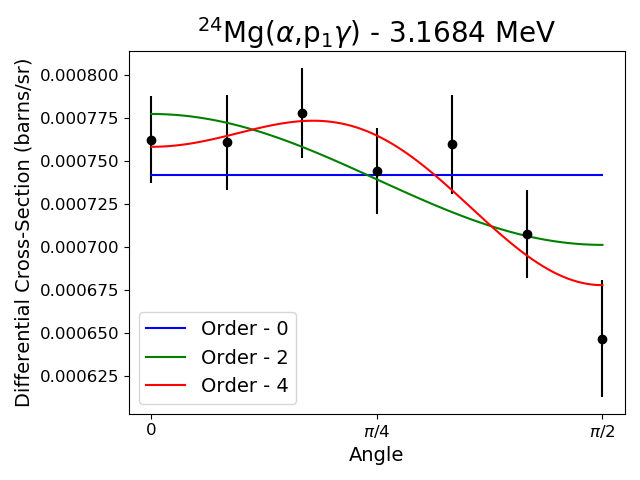 ²⁴Mg(α,p₁γ) - 3.1684 MeV
Differential Cross-Section (barns/sr)
0.000800
0.000775
0.000750
0.000725
0.000700
0.000675
0.000650
0.000625
Order - 0
Order - 2
Order - 4
0
π/4
π/2
Angle